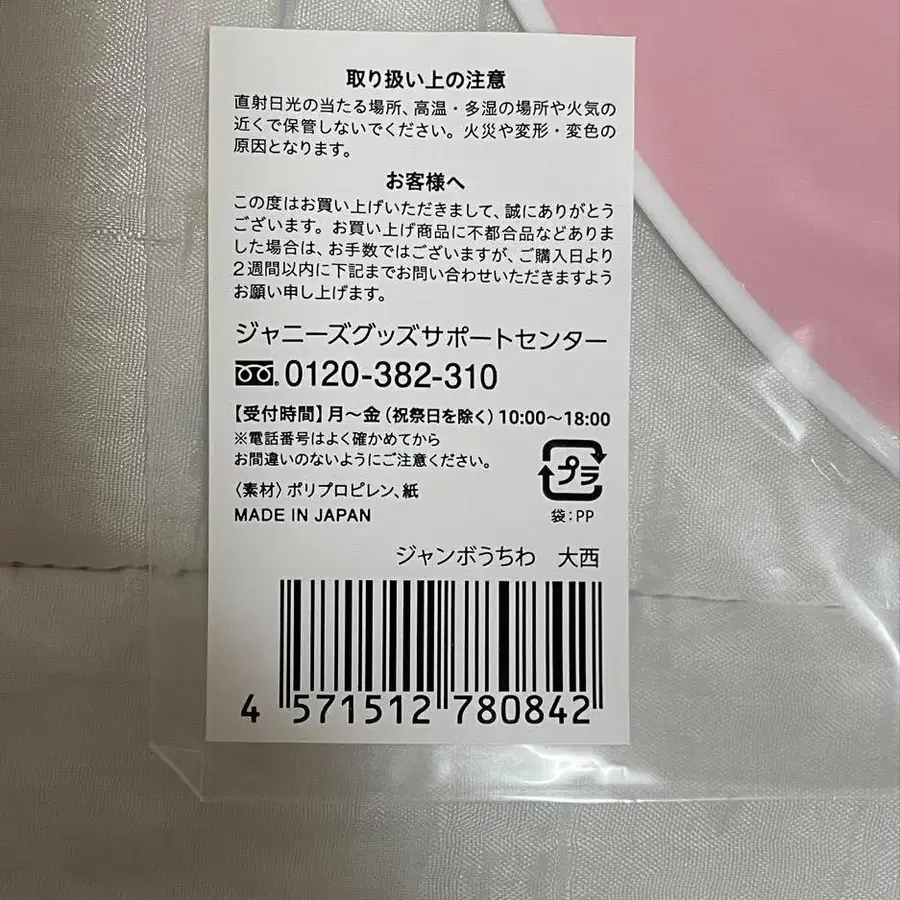 取り扱い上の注意
直射日光の当たる場所、高温・多湿の場所や火気の
近くで保管しないでください。火災や変形・変色の
原因となります。
お客様へ
この度はお買い上げいただきまして、誠にありがとう
ございます。お買い上げ商品に不都合品などありま
した場合は、お手数ではございますが、ご購入日より
2週間以内に下記までお問い合わせいただきますよう
お願い申し上げます。
ジャニーズグッズサポートセンター
0120-382-310
【受付時間】月〜金(祝祭日を除く)10:00〜18:00
※電話番号はよく確かめてから
お間違いのないようにご注意ください。
プラ
〈素材〉ポリプロピレン、紙
MADE IN JAPAN
袋:PP
ジャンボうちわ 大西
4 571512 780842